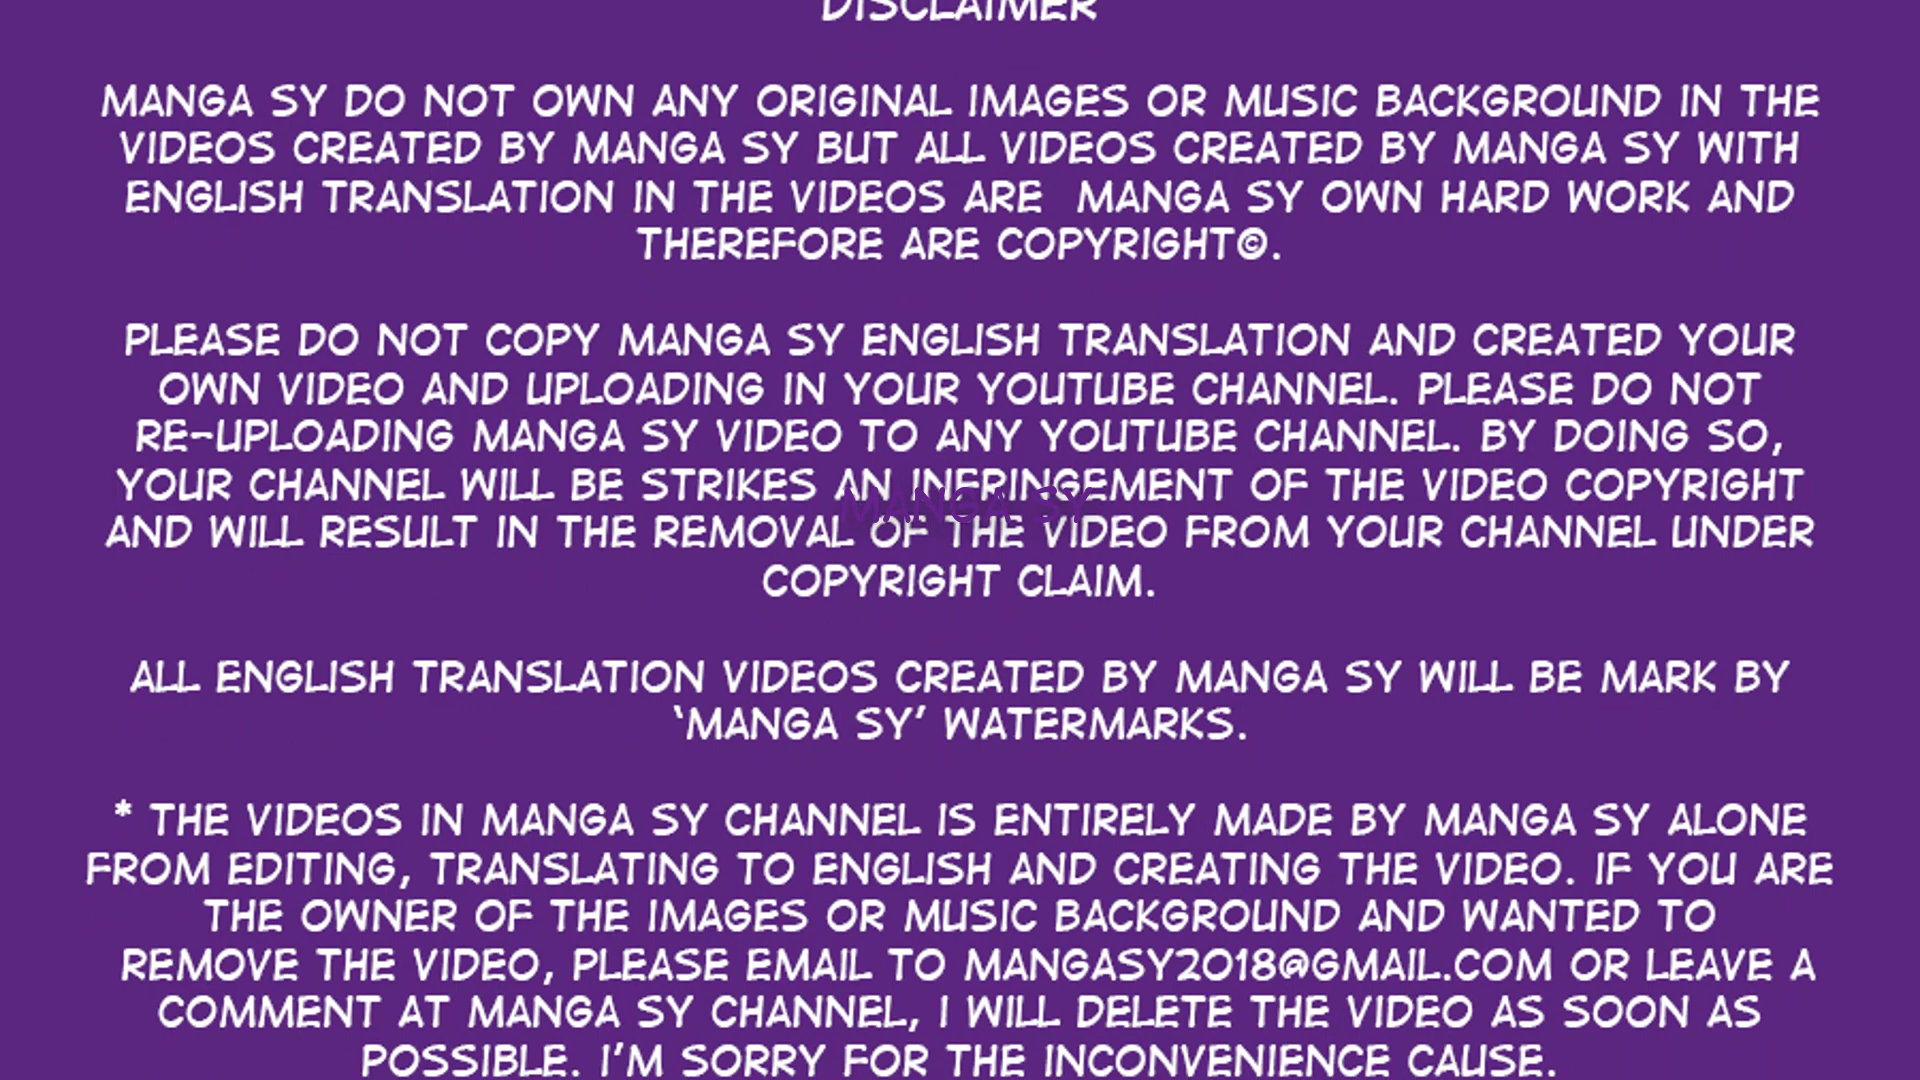 DISCLAIMER
MANGA SY DO NOT OWN ANY ORIGINAL IMAGES OR MUSIC BACKGROUND IN THE
VIDEOS CREATED BY MANGA SY BUT ALL VIDEOS CREATED BY MANGA SY WITH
ENGLISH TRANSLATION IN THE VIDEOS ARE  MANGA SY OWN HARD WORK AND
THEREFORE ARE COPYRIGHT©.
PLEASE DO NOT COPY MANGA SY ENGLISH TRANSLATION AND CREATED YOUR
OWN VIDEO AND UPLOADING IN YOUR YOUTUBE CHANNEL. PLEASE DO NOT
RE-UPLOADING MANGA SY VIDEO TO ANY YOUTUBE CHANNEL. BY DOING SO,
YOUR CHANNEL WILL BE STRIKES AN INFRINGEMENT OF THE VIDEO COPYRIGHT
MANGA SY
AND WILL RESULT IN THE REMOVAL OF THE VIDEO FROM YOUR CHANNEL UNDER
COPYRIGHT CLAIM.
ALL ENGLISH TRANSLATION VIDEOS CREATED BY MANGA SY WILL BE MARK BY
'MANGA SY' WATERMARKS.
* THE VIDEOS IN MANGA SY CHANNEL IS ENTIRELY MADE BY MANGA SY ALONE
FROM EDITING, TRANSLATING TO ENGLISH AND CREATING THE VIDEO. IF YOU ARE
THE OWNER OF THE IMAGES OR MUSIC BACKGROUND AND WANTED TO
REMOVE THE VIDEO, PLEASE EMAIL TO MANGASY2018@GMAIL.COM OR LEAVE A
COMMENT AT MANGA SY CHANNEL, I WILL DELETE THE VIDEO AS SOON AS
POSSIBLE. I'M SORRY FOR THE INCONVENIENCE CAUSE.